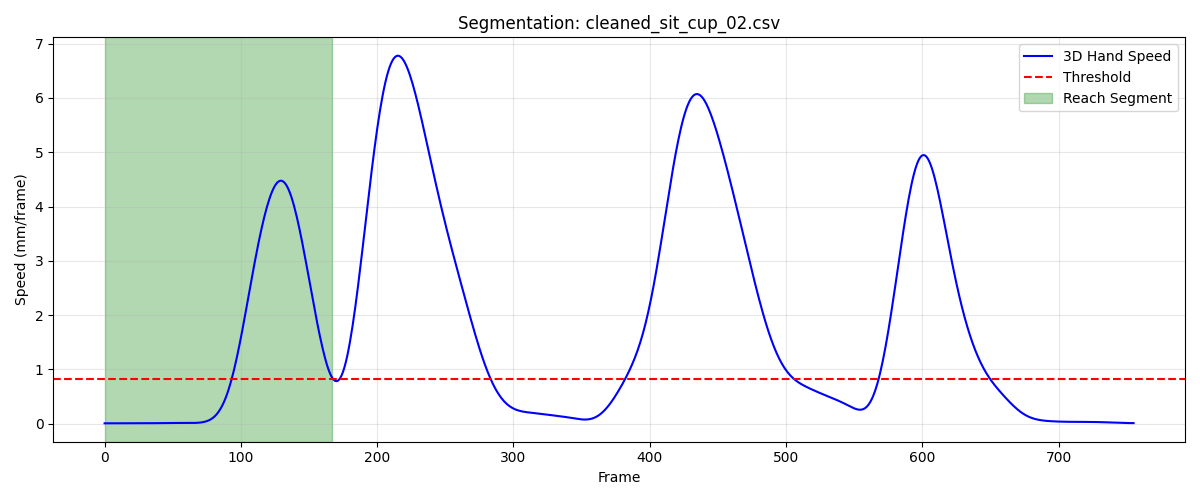 Segmentation: cleaned_sit_cup_02.csv
3D Hand Speed
Threshold
Reach Segment
Speed (mm/frame)
7
6
5
4
3
2
1
0
0 100 200 300 400 500 600 700
Frame